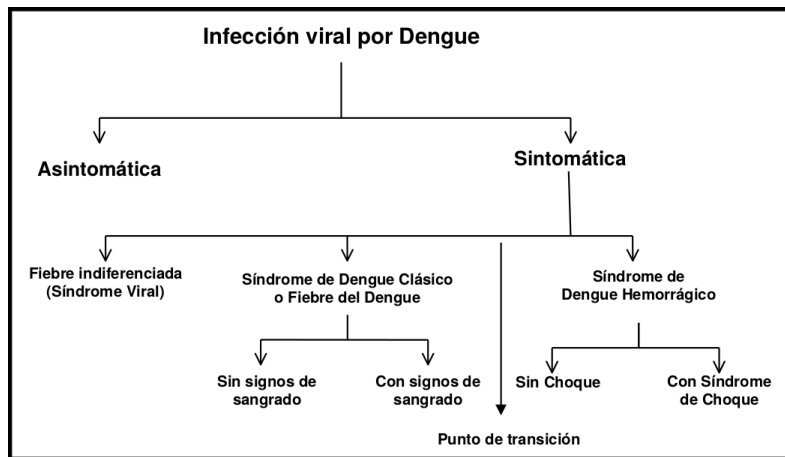 Infección viral por Dengue
Asintomática
Sintomática
Fiebre indiferenciada
(Síndrome Viral)
Síndrome de Dengue Clásico
o Fiebre del Dengue
Síndrome de
Dengue Hemorrágico
Sin signos de
sangrado
Con signos de
sangrado
Sin Choque
Con Síndrome
de Choque
Punto de transición